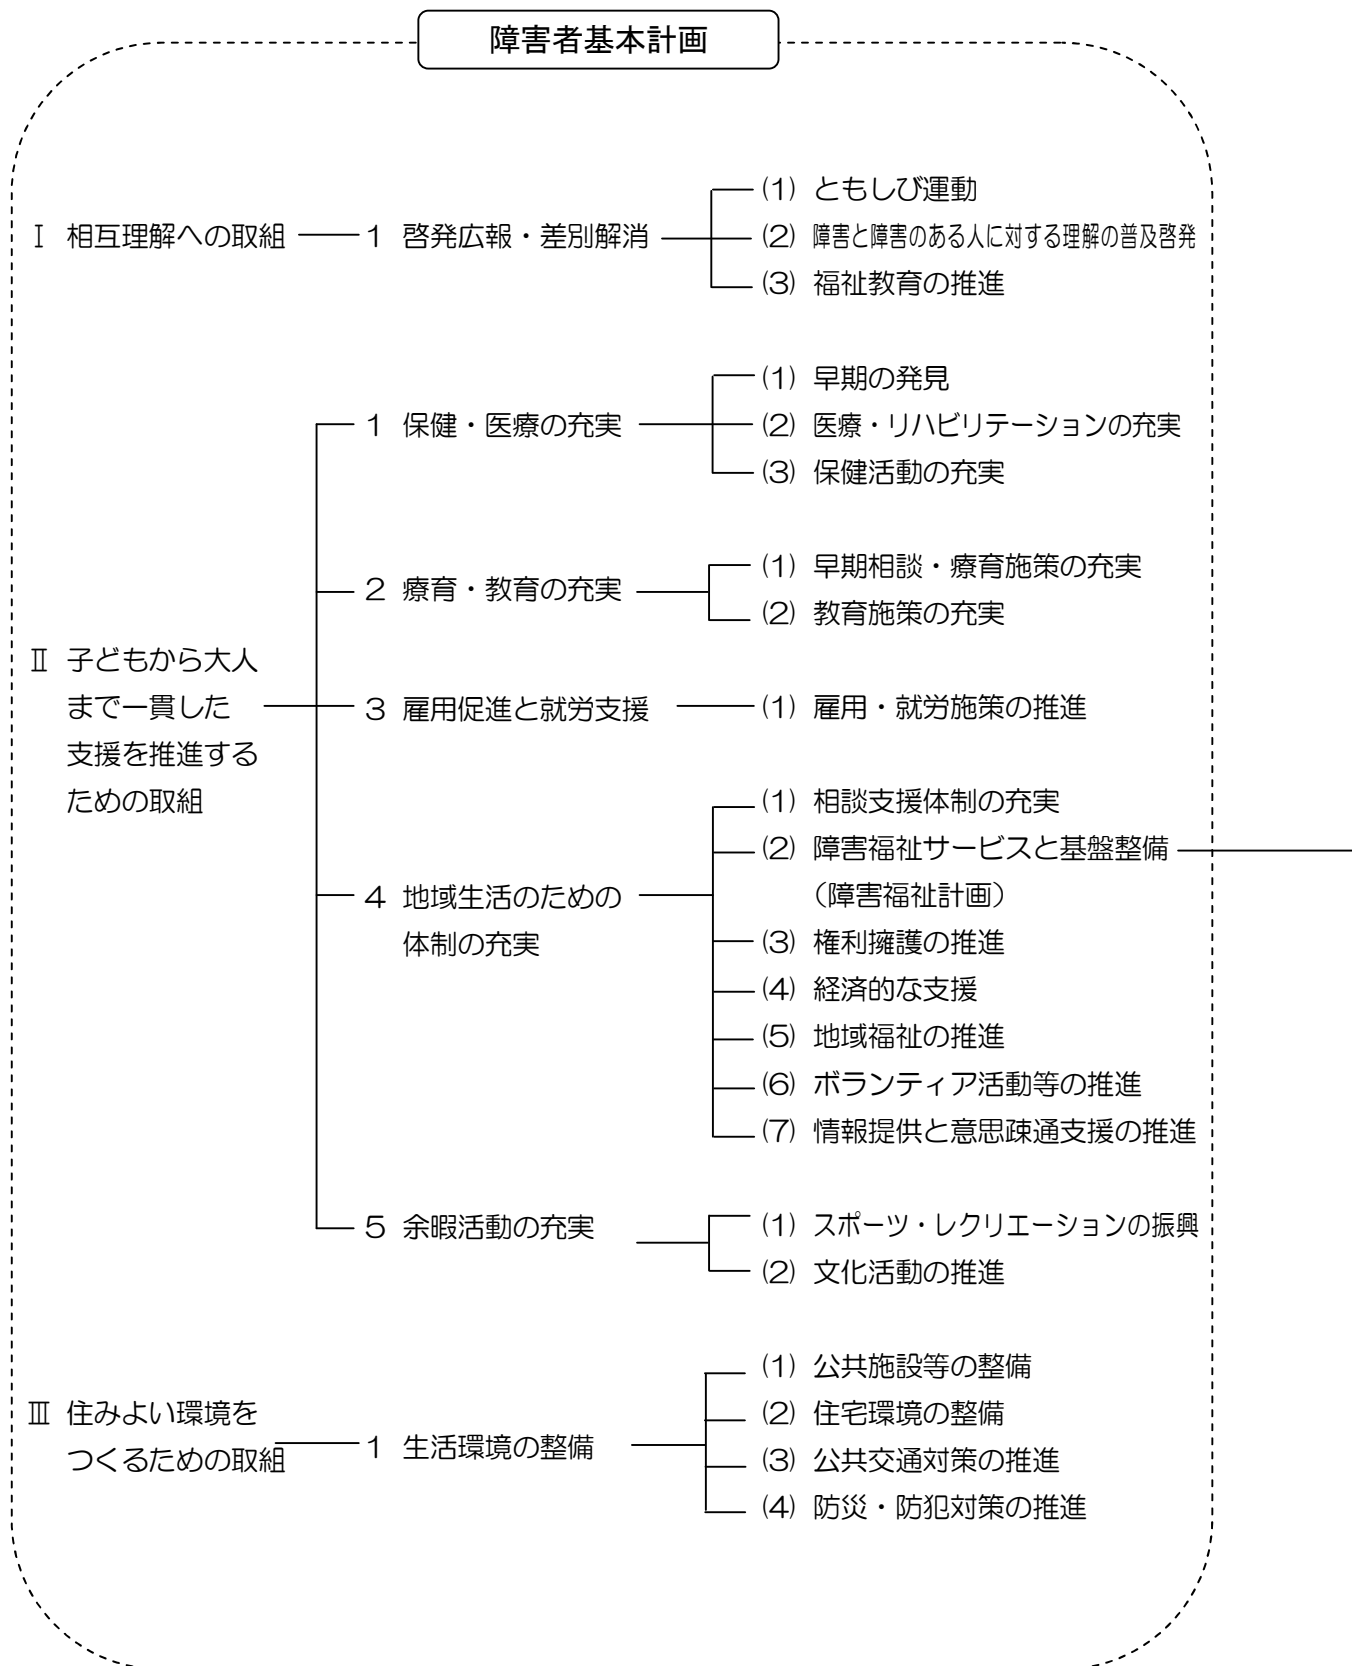 障害者基本計画
Ⅰ 相互理解への取組
1 啓発広報・差別解消
(1) ともしび運動
(2) 障害と障害のある人に対する理解の普及啓発
(3) 福祉教育の推進
Ⅱ 子どもから大人
まで一貫した
支援を推進する
ための取組
1 保健・医療の充実
(1) 早期の発見
(2) 医療・リハビリテーションの充実
(3) 保健活動の充実
2 療育・教育の充実
(1) 早期相談・療育施策の充実
(2) 教育施策の充実
3 雇用促進と就労支援
(1) 雇用・就労施策の推進
4 地域生活のための
体制の充実
(1) 相談支援体制の充実
(2) 障害福祉サービスと基盤整備
（障害福祉計画）
(3) 権利擁護の推進
(4) 経済的な支援
(5) 地域福祉の推進
(6) ボランティア活動等の推進
(7) 情報提供と意思疎通支援の推進
5 余暇活動の充実
(1) スポーツ・レクリエーションの振興
(2) 文化活動の推進
Ⅲ 住みよい環境を
つくるための取組
1 生活環境の整備
(1) 公共施設等の整備
(2) 住宅環境の整備
(3) 公共交通対策の推進
(4) 防災・防犯対策の推進